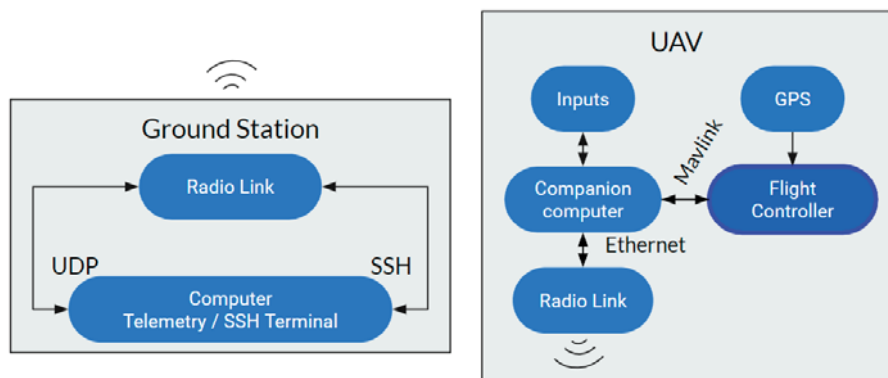 Ground Station
Radio Link
UDP
SSH
Computer
Telemetry / SSH Terminal
UAV
Inputs
GPS
Mavlink
Companion
computer
Flight
Controller
Ethernet
Radio Link